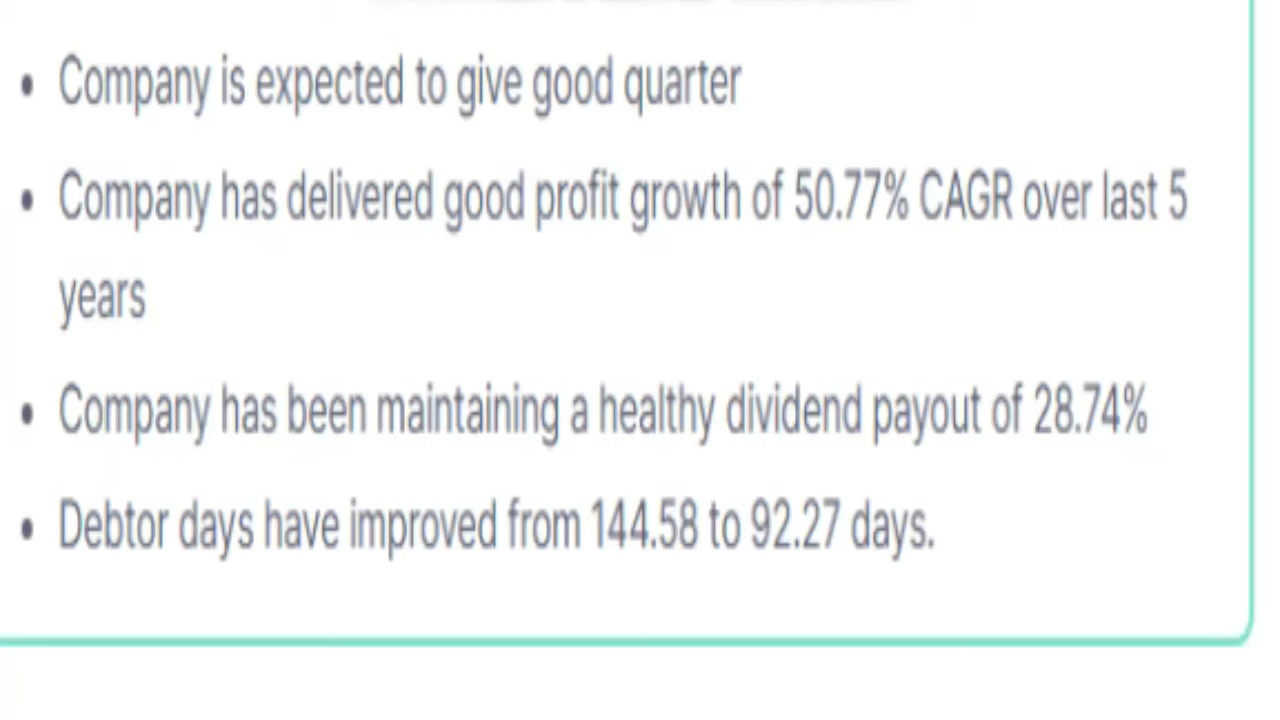 • Company is expected to give good quarter
• Company has delivered good profit growth of 50.77% CAGR over last 5
years
• Company has been maintaining a healthy dividend payout of 28.74%
• Debtor days have improved from 144.58 to 92.27 days.